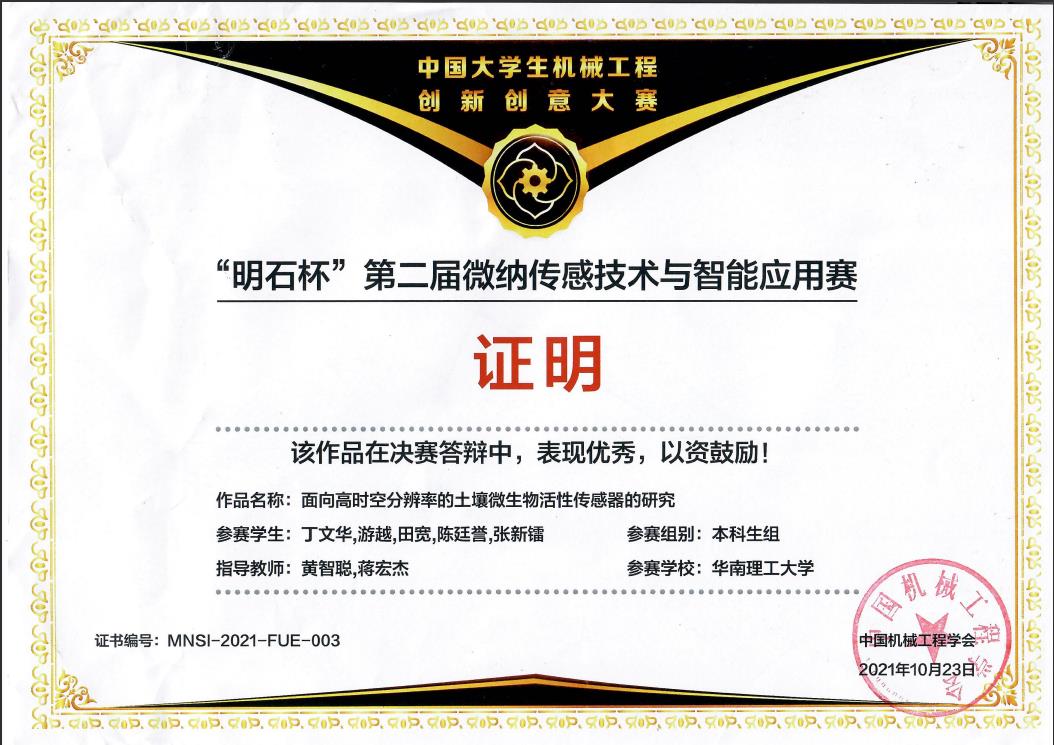 中国大学生机械工程
创新创意大赛
“明石杯”第二届微纳传感技术与智能应用赛
证明
该作品在决赛答辩中，表现优秀，以资鼓励！
作品名称：面向高时空分辨率的土壤微生物活性传感器的研究
参赛学生：丁文华,游越,田宽,陈廷誉,张新镭
参赛组别：本科生组
指导教师：黄智聪,蒋宏杰
参赛学校：华南理工大学
证书编号：MNSI-2021-FUE-003
中国机械工程学会
中国机械工程学会
2021年10月23日